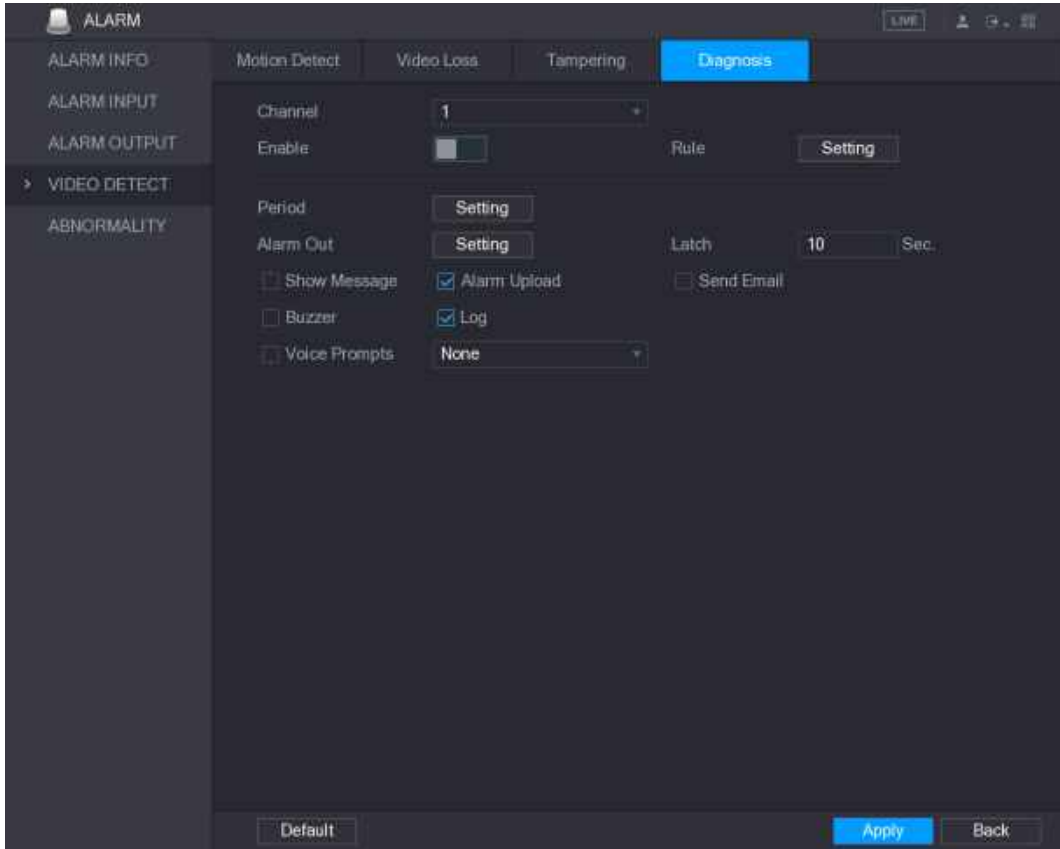 ALARM LIVE
ALARM INFO Motion Detect Video Loss Tampering Diagnosis
ALARM INPUT Channel 1
ALARM OUTPUT Enable Rule Setting
VIDEO DETECT
ABNORMALITY Period Setting
Alarm Out Setting Latch 10 Sec.
Show Message Alarm Upload Send Email
Buzzer Log
Voice Prompts None
Default Apply Back